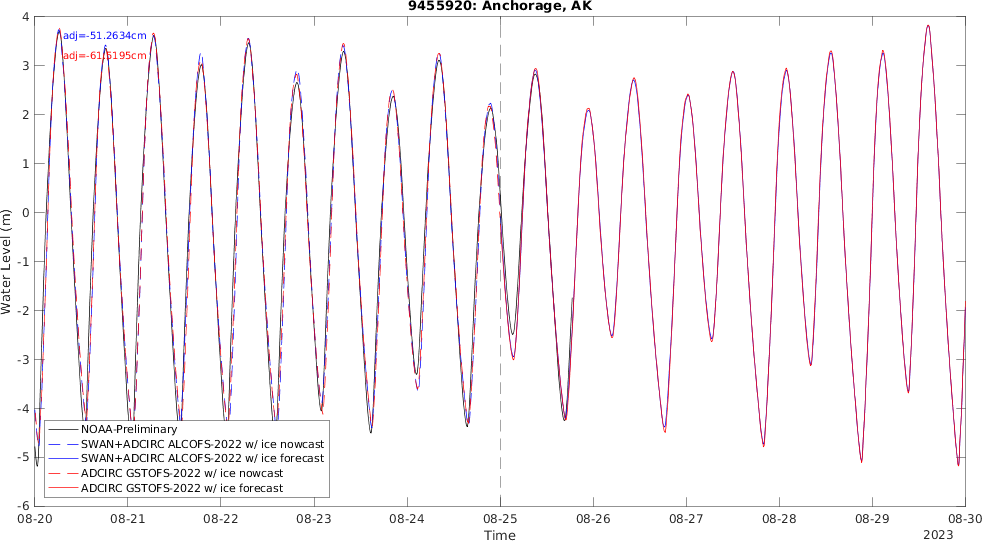 9455920: Anchorage, AK
adj=-51.2634cm
adj=-61.5195cm
Water Level (m)
4
3
2
1
0
-1
-2
-3
-4
-5
-6
NOAA-Preliminary
SWAN+ADCIRC ALCOFS-2022 w/ ice nowcast
SWAN+ADCIRC ALCOFS-2022 w/ ice forecast
ADCIRC GSTOFS-2022 w/ ice nowcast
ADCIRC GSTOFS-2022 w/ ice forecast
08-20 08-21 08-22 08-23 08-24 08-25 08-26 08-27 08-28 08-29 08-30
Time
2023